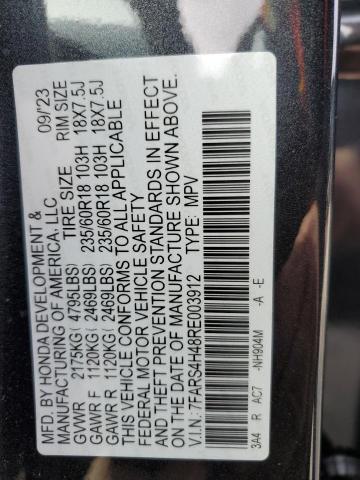 MFD. BY HONDA DEVELOPMENT & 09/'23
MANUFACTURING OF AMERICA, LLC
TIRE SIZE RIM SIZE
GVWR 2175KG( 4795LBS)
GAWR F 1120KG( 2469LBS) 235/60R18 103H 18X7.5J
GAWR R 1120KG( 2469LBS) 235/60R18 103H 18X7.5J
THIS VEHICLE CONFORMS TO ALL APPLICABLE
FEDERAL MOTOR VEHICLE SAFETY
AND THEFT PREVENTION STANDARDS IN EFFECT
ON THE DATE OF MANUFACTURE SHOWN ABOVE.
V.I.N: 7FARS4H48RE003912 TYPE: MPV
3A4 R AC7 -NH904M -A -E